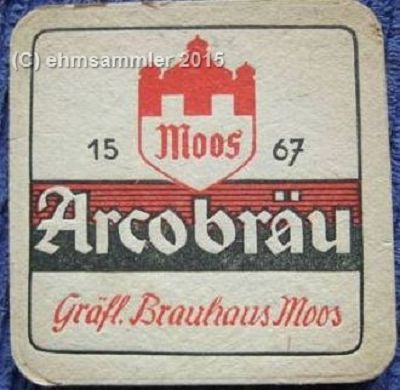 (C) ehmsammler 2015
Moos
15 67
Arcobräu
Gräfl. Brauhaus Moos